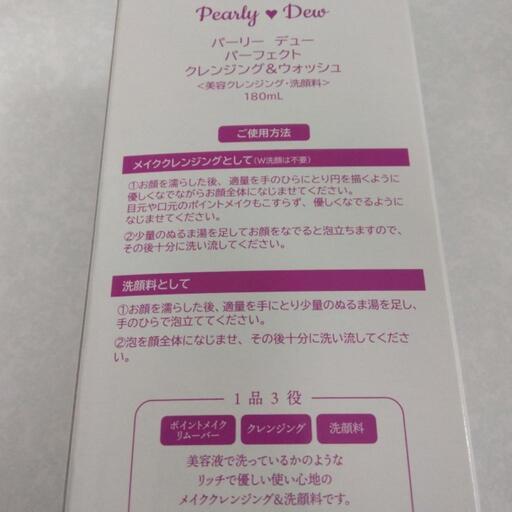 Pearly ♥ Dew
パーリー デュー
パーフェクト
クレンジング&ウォッシュ
<美容クレンジング・洗顔料>
180mL
ご使用方法
メイククレンジングとして(W洗顔は不要)
①お顔を濡らした後、適量を手のひらにとり円を描くように
優しくなでながらお顔全体になじませてください。
目元や口元のポイントメイクもこすらず、優しくなでるように
なじませてください。
②少量のぬるま湯を足してお顔をなでると泡立ちますので、
その後十分に洗い流してください。
洗顔料として
①お顔を濡らした後、適量を手にとり少量のぬるま湯を足し、
手のひらで泡立ててください。
②泡を顔全体になじませ、その後十分に洗い流してくださ
い。
1品3役
ポイントメイク
リムーバー
クレンジング
洗顔料
美容液で洗っているかのような
リッチで優しい使い心地の
メイククレンジング&洗顔料です。